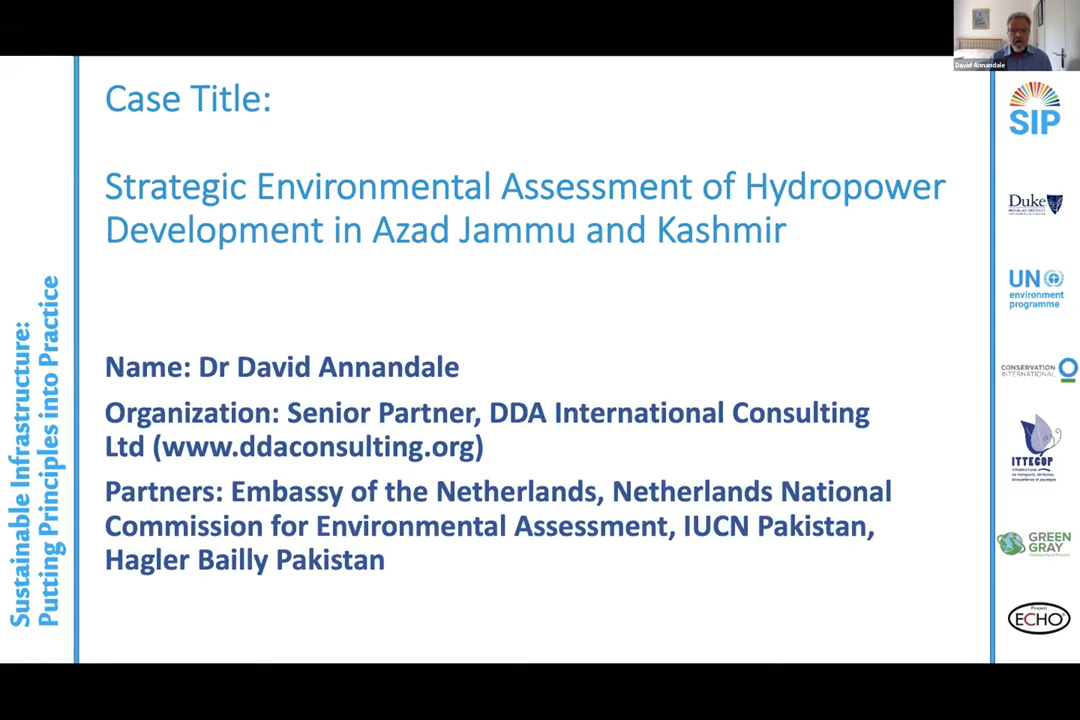 David Annandale
Case Title:
Strategic Environmental Assessment of Hydropower
Development in Azad Jammu and Kashmir
Name: Dr David Annandale
Organization: Senior Partner, DDA International Consulting
Ltd (www.ddaconsulting.org)
Partners: Embassy of the Netherlands, Netherlands National
Commission for Environmental Assessment, IUCN Pakistan,
Hagler Bailly Pakistan
Sustainable Infrastructure:
Putting Principles into Practice
SIP
Duke
UN
environment
programme
CONSERVATION
INTERNATIONAL
ITTECOP
GREEN
GRAY
Project
ECHO